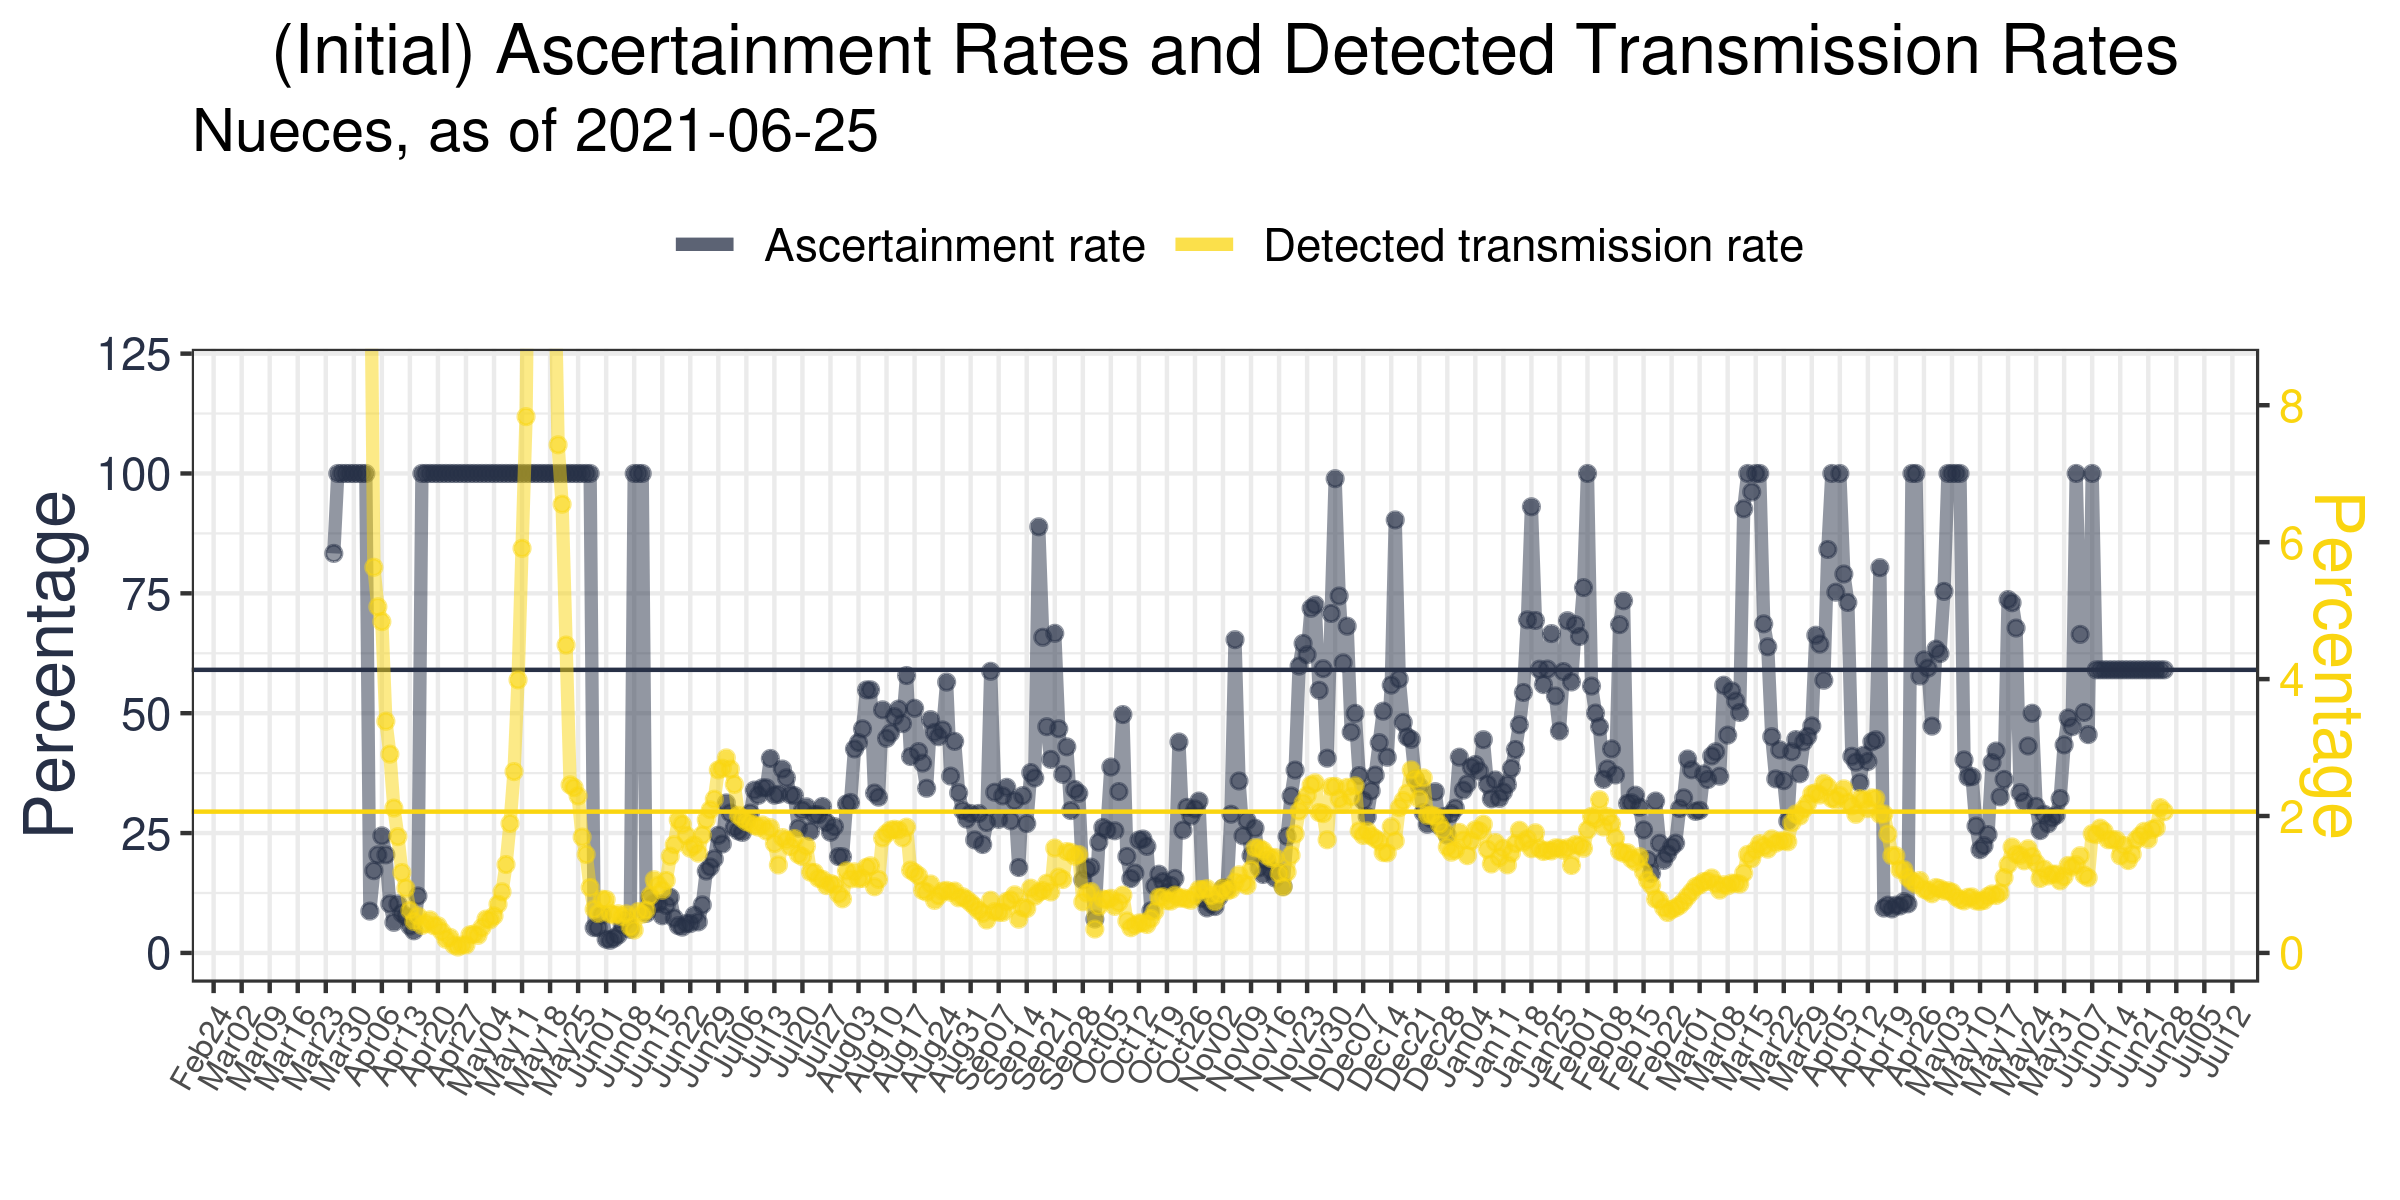 (Initial) Ascertainment Rates and Detected Transmission Rates
Nueces, as of 2021-06-25
Ascertainment rate
Detected transmission rate
Percentage
125
100
75
50
25
0
8
6
4
2
0
Percentage
Feb24
Mar02
Mar09
Mar16
Mar23
Mar30
Apr06
Apr13
Apr20
Apr27
May04
May11
May18
May25
Jun01
Jun08
Jun15
Jun22
Jun29
Jul06
Jul13
Jul20
Jul27
Aug03
Aug10
Aug17
Aug24
Aug31
Sep07
Sep14
Sep21
Sep28
Oct05
Oct12
Oct19
Oct26
Nov02
Nov09
Nov16
Nov23
Nov30
Dec07
Dec14
Dec21
Dec28
Jan04
Jan11
Jan18
Jan25
Feb01
Feb08
Feb15
Feb22
Mar01
Mar08
Mar15
Mar22
Mar29
Apr05
Apr12
Apr19
Apr26
May03
May10
May17
May24
May31
Jun07
Jun14
Jun21
Jun28
Jul05
Jul12